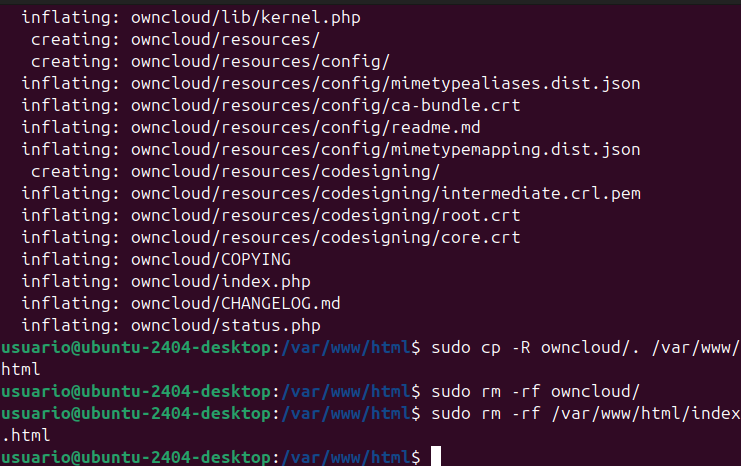 inflating: owncloud/lib/kernel.php
creating: owncloud/resources/
creating: owncloud/resources/config/
inflating: owncloud/resources/config/mimetypealiases.dist.json
inflating: owncloud/resources/config/ca-bundle.crt
inflating: owncloud/resources/config/readme.md
inflating: owncloud/resources/config/mimetypemapping.dist.json
creating: owncloud/resources/codesigning/
inflating: owncloud/resources/codesigning/intermediate.crl.pem
inflating: owncloud/resources/codesigning/root.crt
inflating: owncloud/resources/codesigning/core.crt
inflating: owncloud/COPYING
inflating: owncloud/index.php
inflating: owncloud/CHANGELOG.md
inflating: owncloud/status.php
usuario@ubuntu-2404-desktop:/var/www/html$ sudo cp -R owncloud/. /var/www/
html
usuario@ubuntu-2404-desktop:/var/www/html$ sudo rm -rf owncloud/
usuario@ubuntu-2404-desktop:/var/www/html$ sudo rm -rf /var/www/html/index
.html
usuario@ubuntu-2404-desktop:/var/www/html$